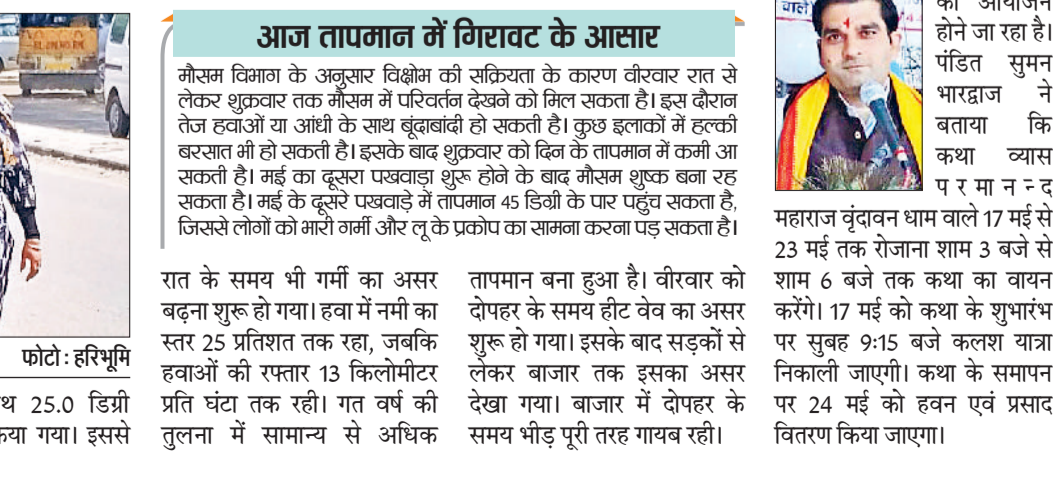 आज तापमान में गिरावट के आसार
मौसम विभाग के अनुसार विक्षोभ की सक्रियता के कारण वीरवार रात से
लेकर शुक्रवार तक मौसम में परिवर्तन देखने को मिल सकता है। इस दौरान
तेज हवाओं या आंधी के साथ बूंदाबांदी हो सकती है। कुछ इलाकों में हल्की
बरसात भी हो सकती है। इसके बाद शुक्रवार को दिन के तापमान में कमी आ
सकती है। मई का दूसरा पखवाड़ा शुरू होने के बाद मौसम शुष्क बना रह
सकता है। मई के दूसरे पखवाड़े में तापमान 45 डिग्री के पार पहुंच सकता है,
जिससे लोगों को भारी गर्मी और लू के प्रकोप का सामना करना पड़ सकता है।
फोटो : हरिभूमि
25.0 डिग्री
गया। इससे
रात के समय भी गर्मी का असर
बढ़ना शुरू हो गया। हवा में नमी का
स्तर 25 प्रतिशत तक रहा, जबकि
हवाओं की रफ्तार 13 किलोमीटर
प्रति घंटा तक रही। गत वर्ष की
तुलना में सामान्य से अधिक
तापमान बना हुआ है। वीरवार को
दोपहर के समय हीट वेव का असर
शुरू हो गया। इसके बाद सड़कों से
लेकर बाजार तक इसका असर
देखा गया। बाजार में दोपहर के
समय भीड़ पूरी तरह गायब रही।
वाले
का आयोजन
होने जा रहा है।
पंडित सुमन
भारद्वाज ने
बताया कि
कथा व्यास
परमानन्द
महाराज वृंदावन धाम वाले 17 मई से
23 मई तक रोजाना शाम 3 बजे से
शाम 6 बजे तक कथा का वायन
करेंगे। 17 मई को कथा के शुभारंभ
पर सुबह 9:15 बजे कलश यात्रा
निकाली जाएगी। कथा के समापन
पर 24 मई को हवन एवं प्रसाद
वितरण किया जाएगा।